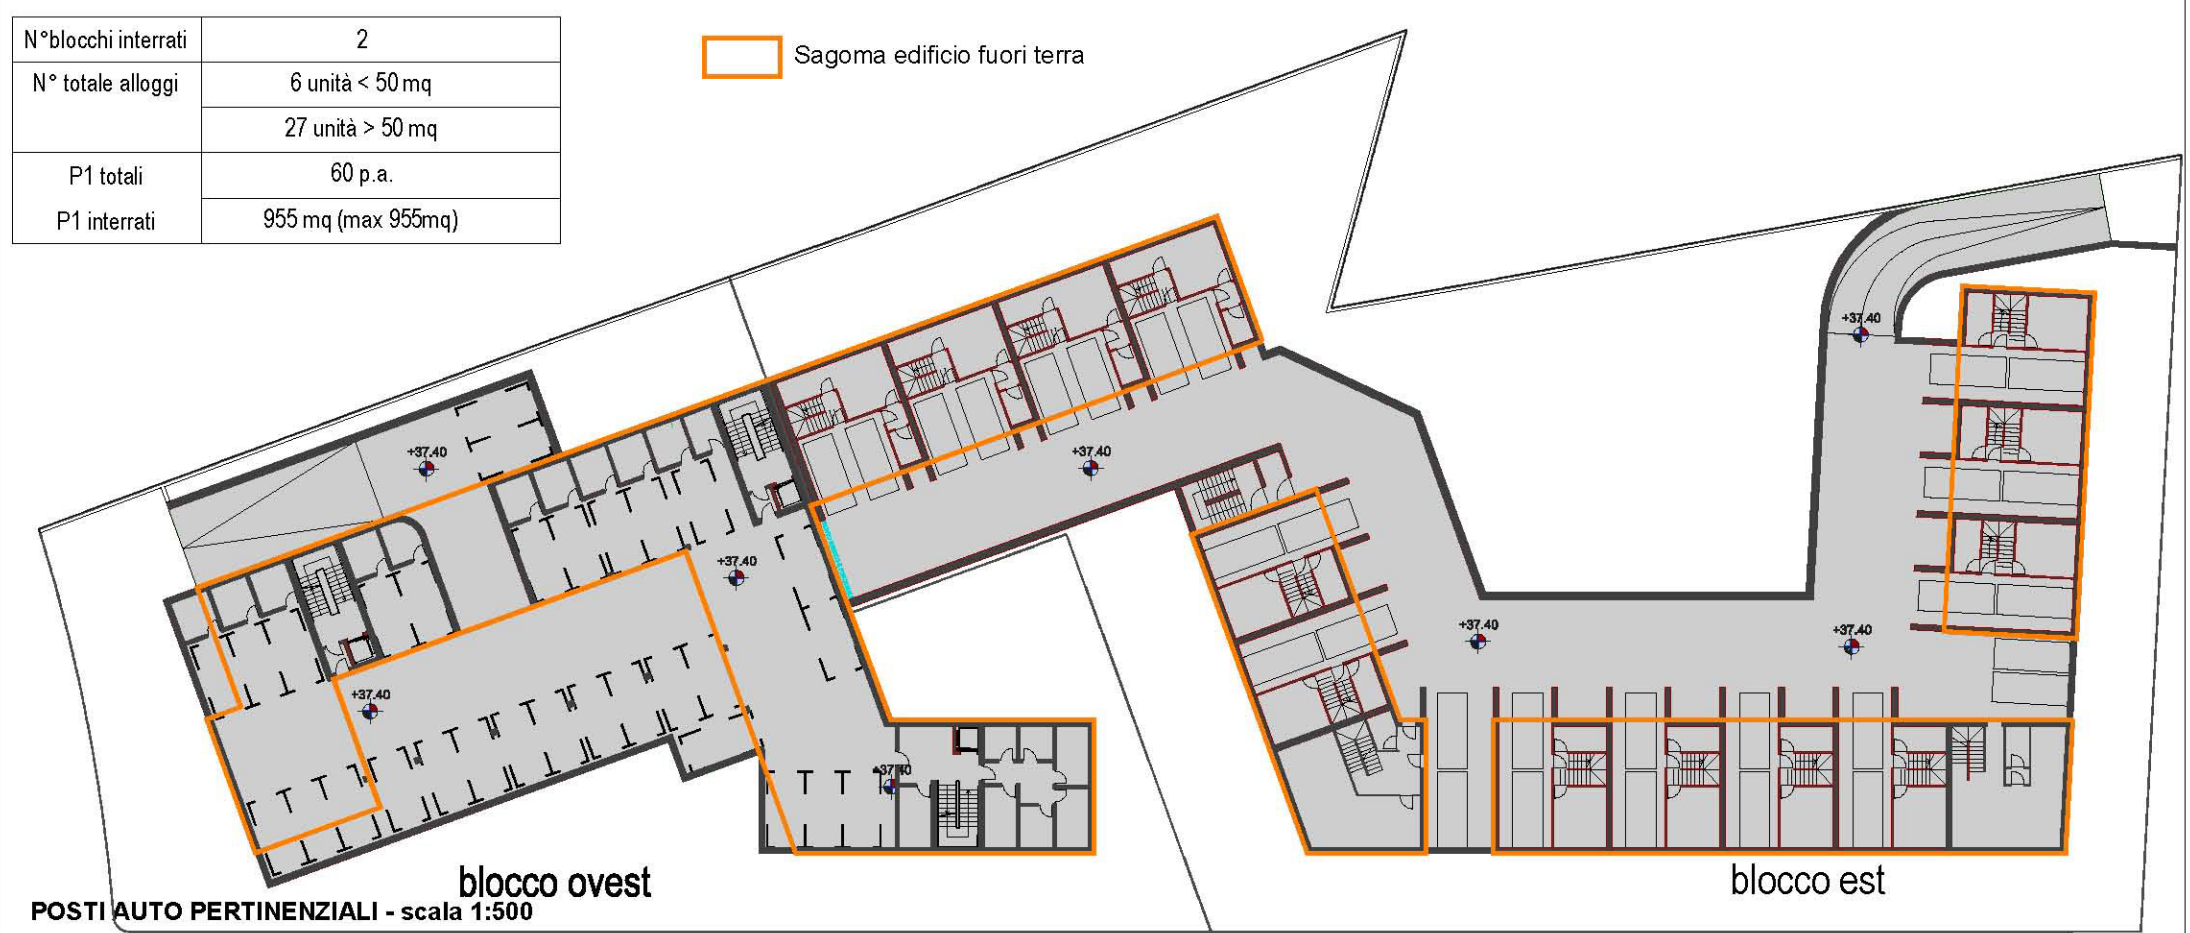 N°blocchi interrati 2
N° totale alloggi 6 unità < 50 mq
27 unità > 50 mq
P1 totali 60 p.a.
P1 interrati 955 mq (max 955mq)
Sagoma edificio fuori terra
+37.40
+37.40
+37.40
+37.40
+37.40
+37.40
+37.40
+37.40
blocco ovest
blocco est
POSTI AUTO PERTINENZIALI - scala 1:500